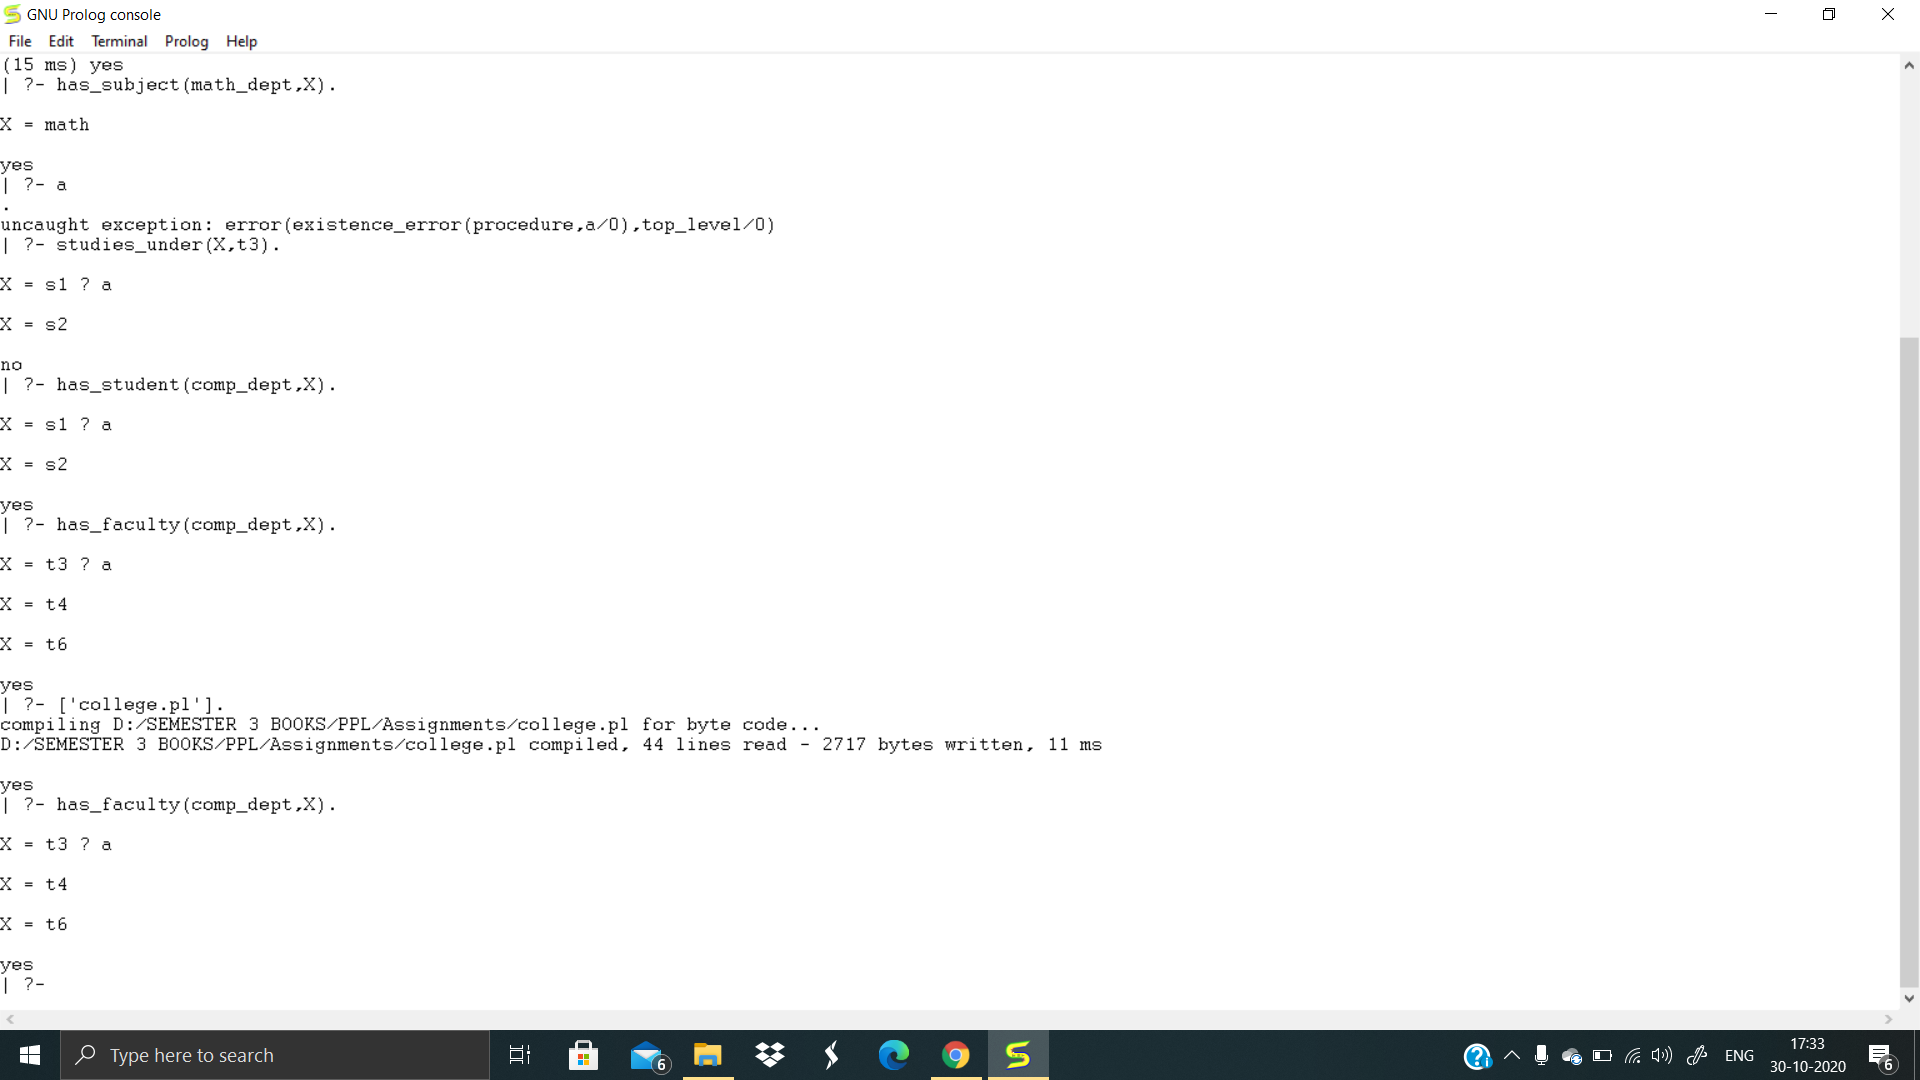 GNU Prolog console
File Edit Terminal Prolog Help
(15 ms) yes
| ?- has_subject(math_dept,X).
X = math
yes
| ?- a
.
uncaught exception: error(existence_error(procedure,a/0),top_level/0)
| ?- studies_under(X,t3).
X = s1 ? a
X = s2
no
| ?- has_student(comp_dept,X).
X = s1 ? a
X = s2
yes
| ?- has_faculty(comp_dept,X).
X = t3 ? a
X = t4
X = t6
yes
| ?- ['college.pl'].
compiling D:/SEMESTER 3 BOOKS/PPL/Assignments/college.pl for byte code...
D:/SEMESTER 3 BOOKS/PPL/Assignments/college.pl compiled, 44 lines read - 2717 bytes written, 11 ms
yes
| ?- has_faculty(comp_dept,X).
X = t3 ? a
X = t4
X = t6
yes
| ?-
Type here to search
6
ENG
17:33
30-10-2020
6